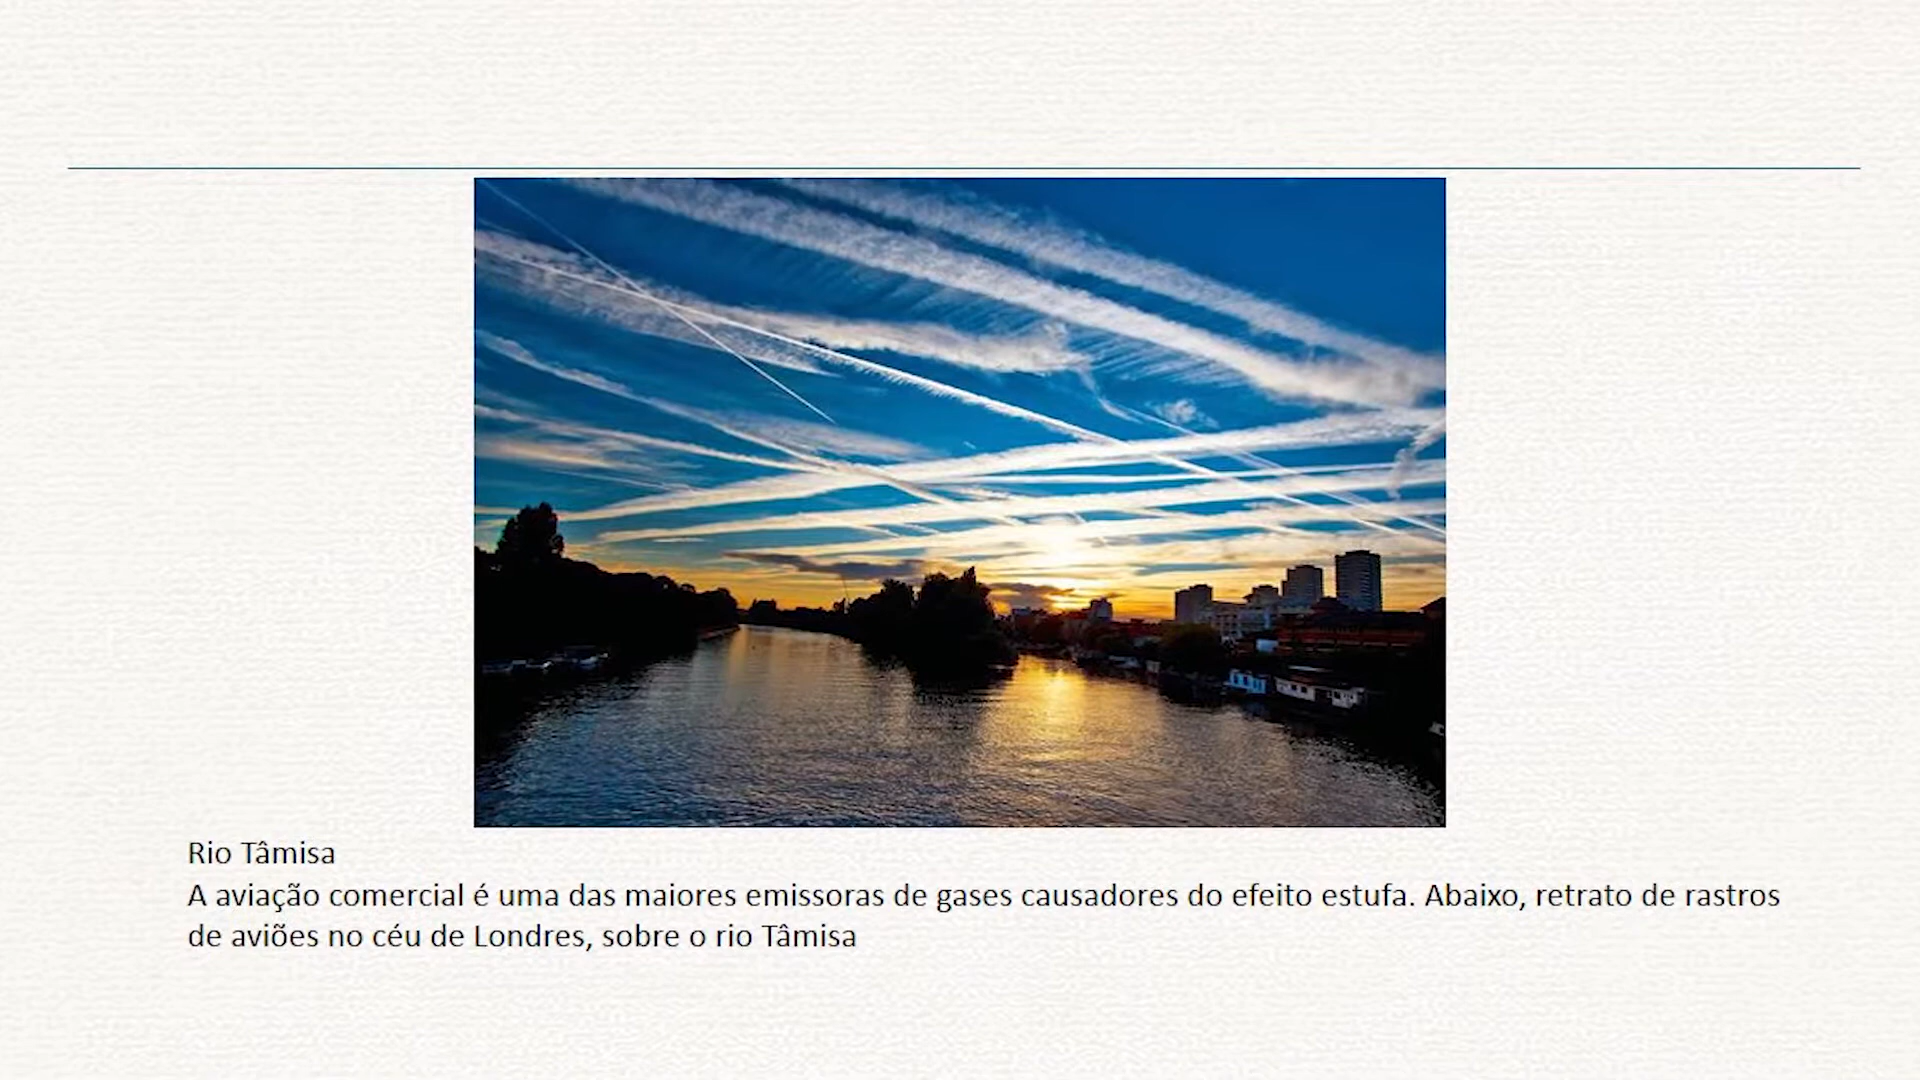 Rio Tâmisa
A aviação comercial é uma das maiores emissoras de gases causadores do efeito estufa. Abaixo, retrato de rastros
de aviões no céu de Londres, sobre o rio Tâmisa